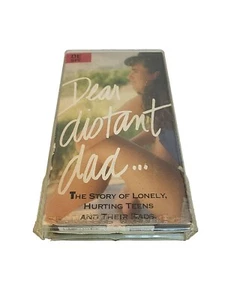 Dear
distant
dad...
THE STORY OF LONELY,
HURTING TEENS
AND THEIR DADS